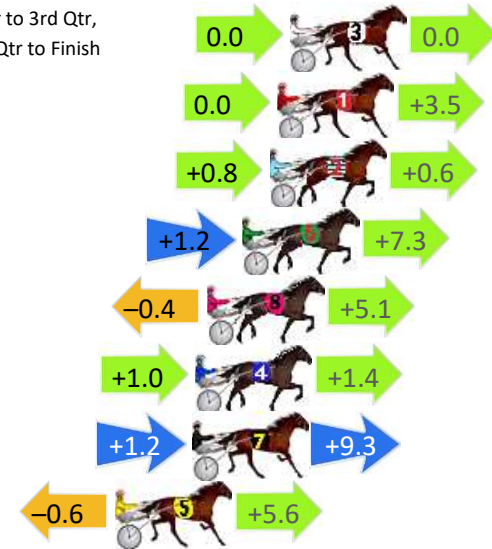 r to 3rd Qtr,
Qtr to Finish
0.0 3 0.0
0.0 1 +3.5
+0.8 2 +0.6
+1.2 6 +7.3
–0.4 8 +5.1
+1.0 4 +1.4
+1.2 7 +9.3
–0.6 5 +5.6